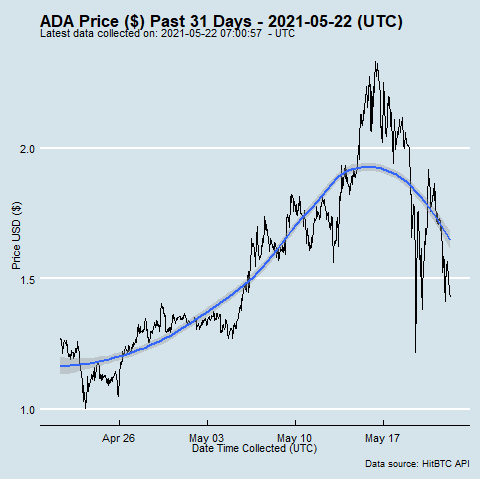 ADA Price ($) Past 31 Days - 2021-05-22 (UTC)
Latest data collected on: 2021-05-22 07:00:57 - UTC
Price USD ($)
2.0
1.5
1.0
Apr 26 May 03 May 10 May 17
Date Time Collected (UTC)
Data source: HitBTC API